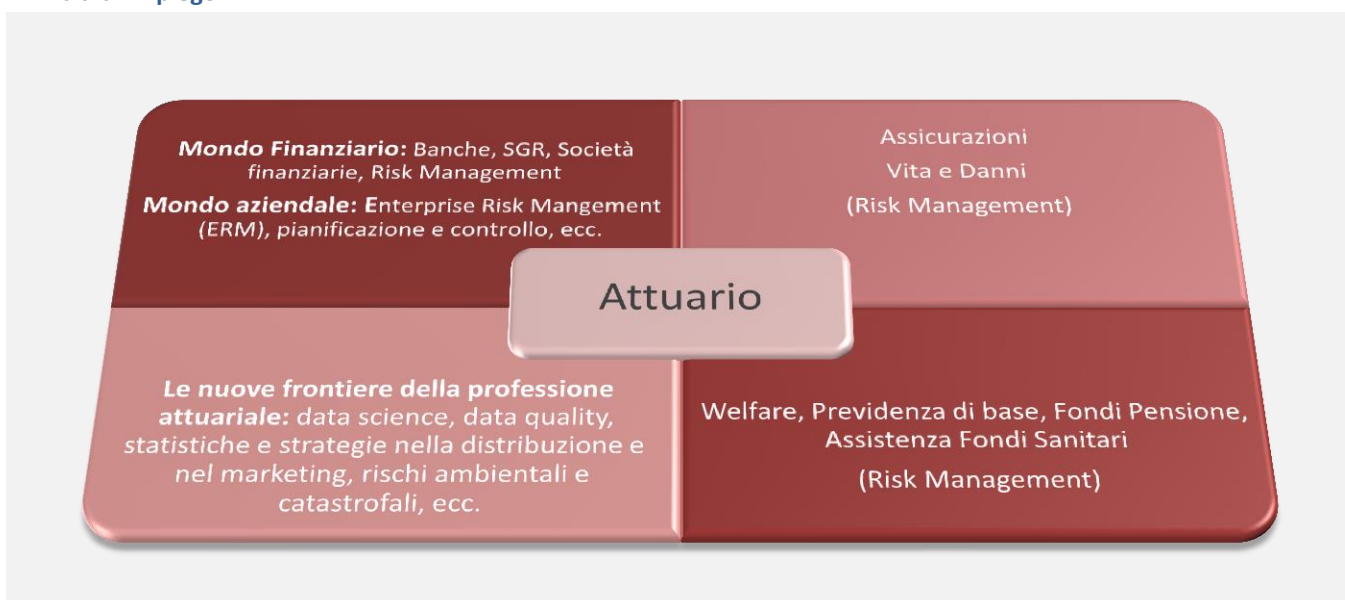 Mondo Finanziario: Banche, SGR, Società
finanziarie, Risk Management
Mondo aziendale: Enterprise Risk Mangement
(ERM), pianificazione e controllo, ecc.
Assicurazioni
Vita e Danni
(Risk Management)
Attuario
Le nuove frontiere della professione
attuariale: data science, data quality,
statistiche e strategie nella distribuzione e
nel marketing, rischi ambientali e
catastrofali, ecc.
Welfare, Previdenza di base, Fondi Pensione,
Assistenza Fondi Sanitari
(Risk Management)